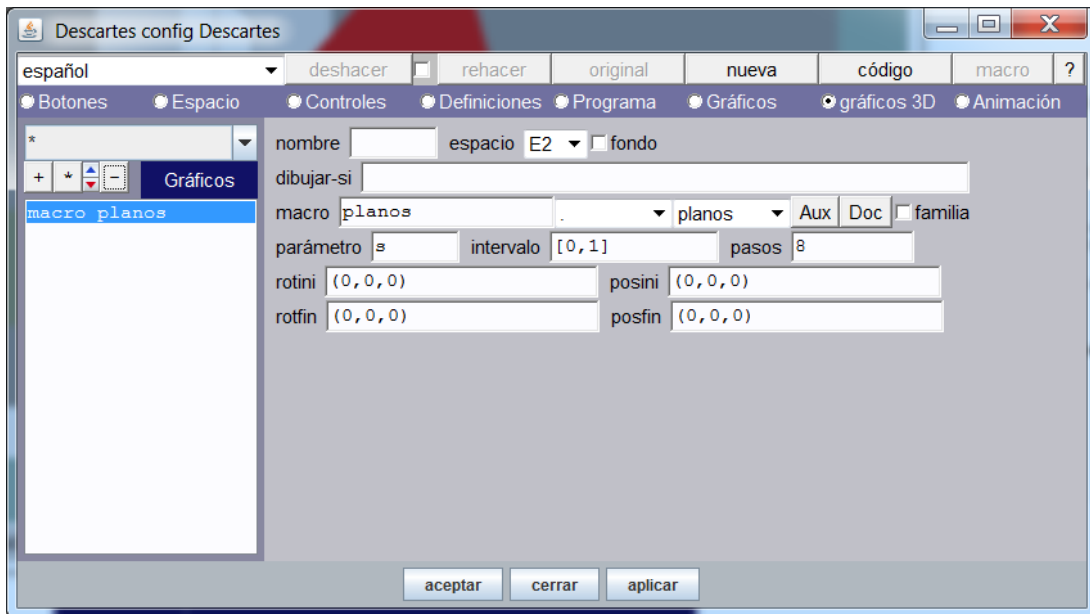 Descartes config Descartes
español deshacer rehacer original nueva código macro ?
Botones Espacio Controles Definiciones Programa Gráficos gráficos 3D Animación
* nombre espacio E2 fondo
+ * - Gráficos dibujar-si
macro planos macro planos . planos Aux Doc familia
parámetro s intervalo [0,1] pasos 8
rotini (0,0,0) posini (0,0,0)
rotfin (0,0,0) posfin (0,0,0)
aceptar cerrar aplicar